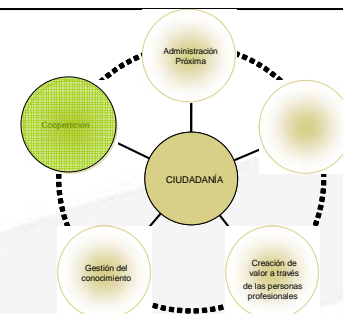 Administración
Próxima
Cooperación
CIUDADANÍA
Gestión del
conocimiento
Creación de
valor a través
de las personas
profesionales